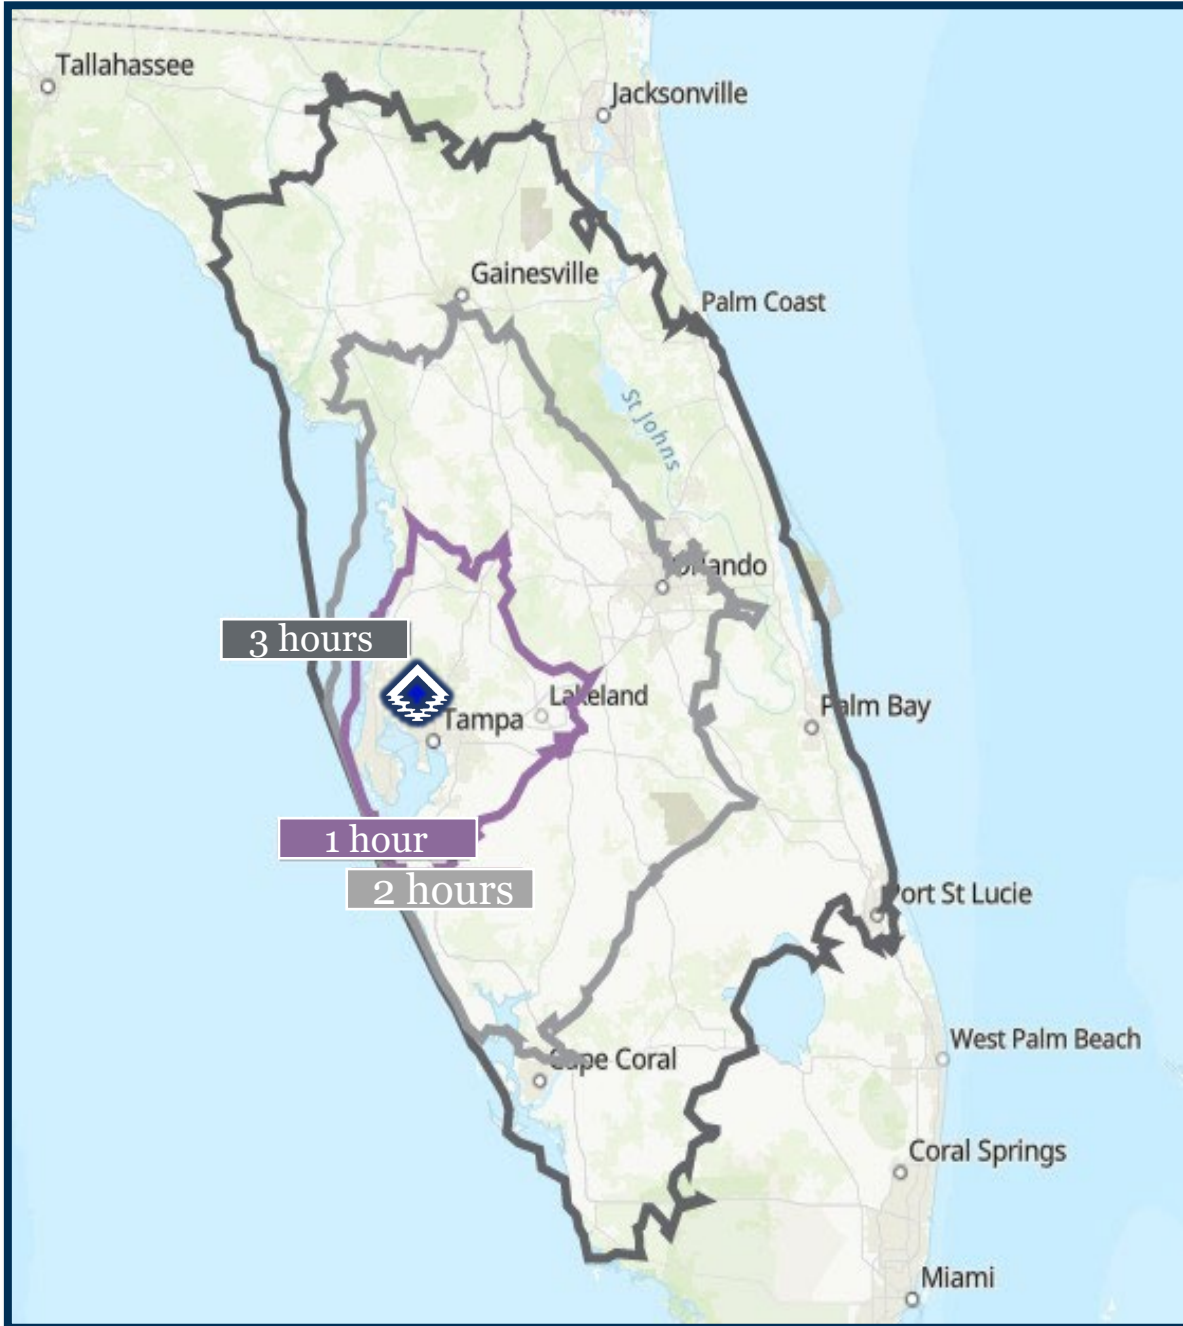 Tallahassee
Jacksonville
Gainesville
Palm Coast
St Johns
Orlando
3 hours
Lakeland
Palm Bay
Tampa
1 hour
2 hours
Port St Lucie
West Palm Beach
Cape Coral
Coral Springs
Miami